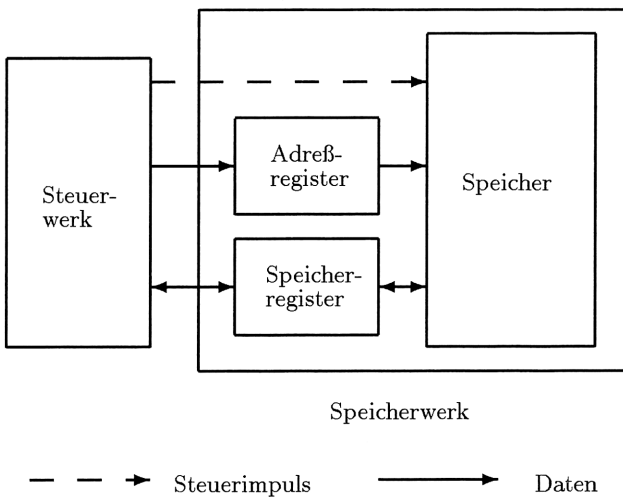 Steuer-
werk
Adreß-
register
Speicher-
register
Speicher
Speicherwerk
Steuerimpuls
Daten